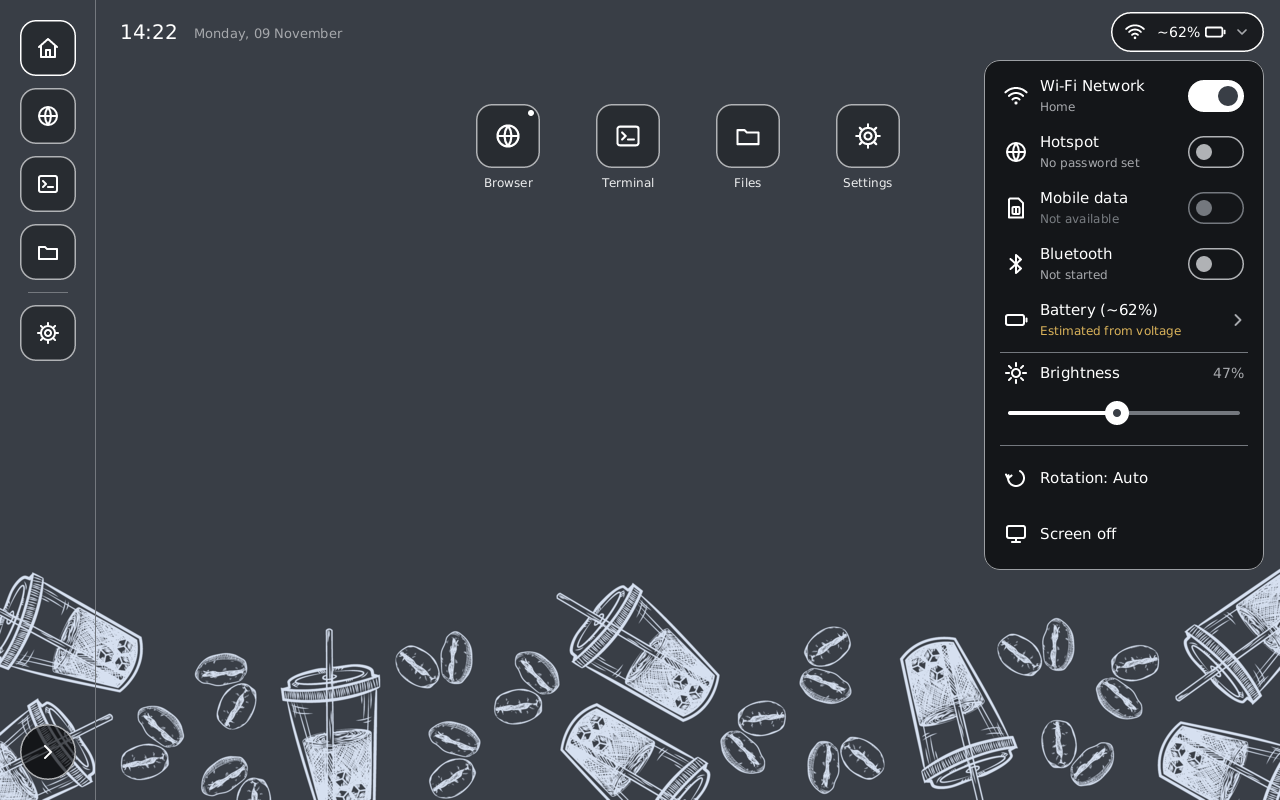 14:22 Monday, 09 November
~62%
Browser Terminal Files Settings
Wi-Fi Network
Home
Hotspot
No password set
Mobile data
Not available
Bluetooth
Not started
Battery (~62%)
Estimated from voltage
Brightness 47%
Rotation: Auto
Screen off